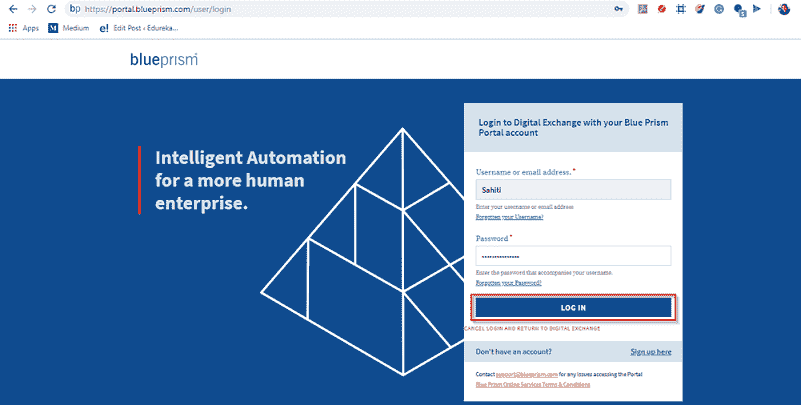 https://portal.blueprism.com/user/login
Apps Medium Edit Post ‹ Edureka...
blueprism
Intelligent Automation
for a more human
enterprise.
Login to Digital Exchange with your Blue Prism
Portal account
Username or email address.*
Sahiti
Enter your username or email address
Forgotten your Username?
Password*
Enter the password that accompanies your username.
Forgotten your Password?
LOG IN
CANCEL LOGIN AND RETURN TO DIGITAL EXCHANGE
Don't have an account? Sign up here
Contact support@blueprism.com for any issues accessing the Portal
Blue Prism Online Services Terms & Conditions